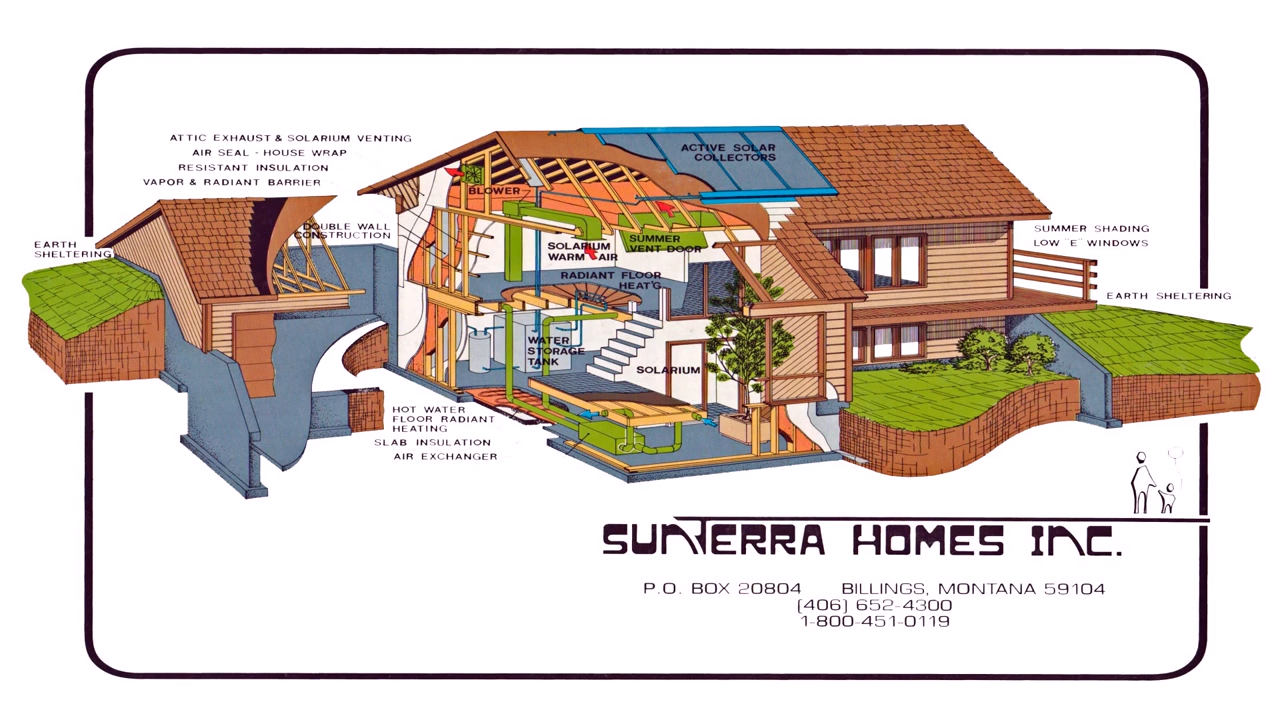 ATTIC EXHAUST & SOLARIUM VENTING
AIR SEAL - HOUSE WRAP
RESISTANT INSULATION
VAPOR & RADIANT BARRIER
DOUBLE WALL
CONSTRUCTION
EARTH
SHELTERING
ACTIVE SOLAR
COLLECTORS
BLOWER
SOLARIUM
WARM AIR
SUMMER
VENT DOOR
RADIANT FLOOR
HEAT'G
WATER
STORAGE
TANK
SOLARIUM
SUMMER SHADING
LOW "E" WINDOWS
EARTH SHELTERING
HOT WATER
FLOOR RADIANT
HEATING
SLAB INSULATION
AIR EXCHANGER
SUNTERRA HOMES INC.
P.O. BOX 20804 BILLINGS, MONTANA 59104
(406) 652-4300
1-800-451-0119